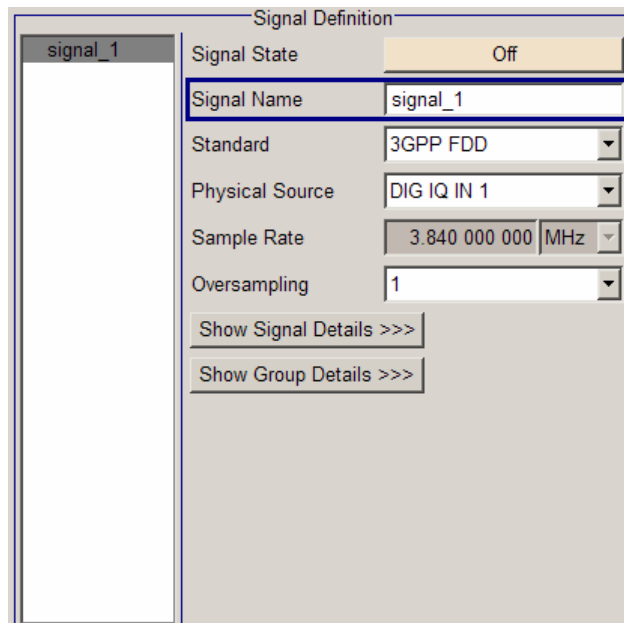 Signal Definition
signal_1
Signal State Off
Signal Name signal_1
Standard 3GPP FDD
Physical Source DIG IQ IN 1
Sample Rate 3.840 000 000 MHz
Oversampling 1
Show Signal Details >>>
Show Group Details >>>